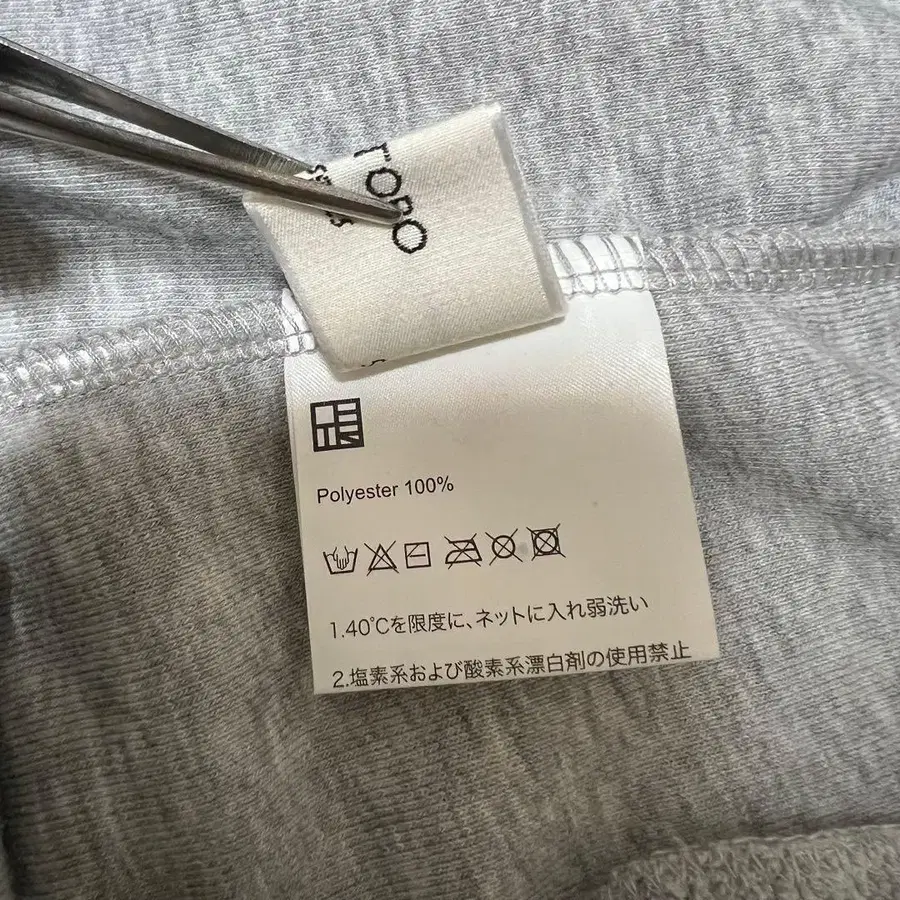 Polyester 100%
1.40℃を限度に、ネットに入れ弱洗い
2.塩素系および酸素系漂白剤の使用禁止